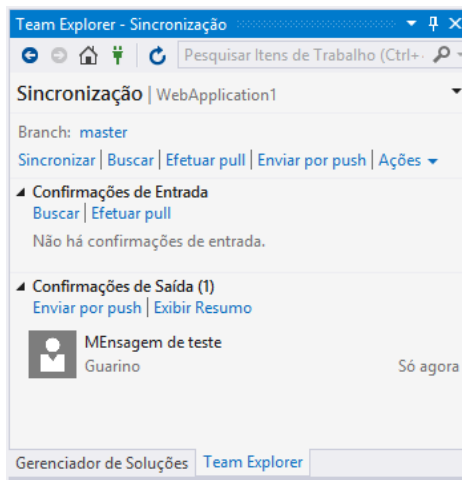 Team Explorer - Sincronização
Pesquisar Itens de Trabalho (Ctrl+
Sincronização | WebApplication1
Branch: master
Sincronizar | Buscar | Efetuar pull | Enviar por push | Ações
Confirmações de Entrada
Buscar | Efetuar pull
Não há confirmações de entrada.
Confirmações de Saída (1)
Enviar por push | Exibir Resumo
MEnsagem de teste
Guarino Só agora
Gerenciador de Soluções Team Explorer